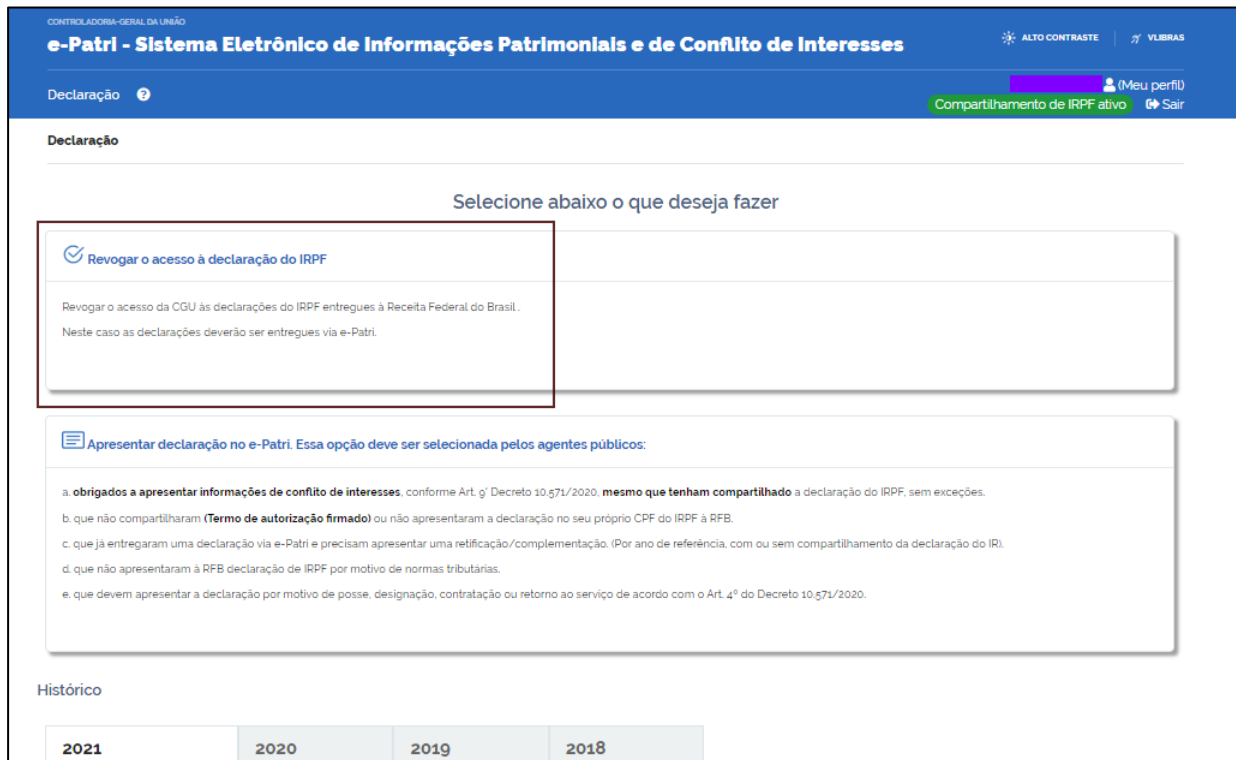 CONTROLADORIA-GERAL DA UNIÃO
e-Patri - Sistema Eletrônico de Informações Patrimoniais e de Conflito de Interesses
ALTO CONTRASTE
VLIBRAS
Declaração ?
(Meu perfil)
Compartilhamento de IRPF ativo
Sair
Declaração
Selecione abaixo o que deseja fazer
Revogar o acesso à declaração do IRPF
Revogar o acesso da CGU às declarações do IRPF entregues à Receita Federal do Brasil .
Neste caso as declarações deverão ser entregues via e-Patri.
Apresentar declaração no e-Patri. Essa opção deve ser selecionada pelos agentes públicos:
a. obrigados a apresentar informações de conflito de interesses, conforme Art. 9' Decreto 10.571/2020, mesmo que tenham compartilhado a declaração do IRPF, sem exceções.
b. que não compartilharam (Termo de autorização firmado) ou não apresentaram a declaração no seu próprio CPF do IRPF à RFB.
c. que já entregaram uma declaração via e-Patri e precisam apresentar uma retificação/complementação. (Por ano de referência, com ou sem compartilhamento da declaração do IR).
d. que não apresentaram à RFB declaração de IRPF por motivo de normas tributárias.
e. que devem apresentar a declaração por motivo de posse, designação, contratação ou retorno ao serviço de acordo com o Art. 4º do Decreto 10.571/2020.
Histórico
2021
2020
2019
2018